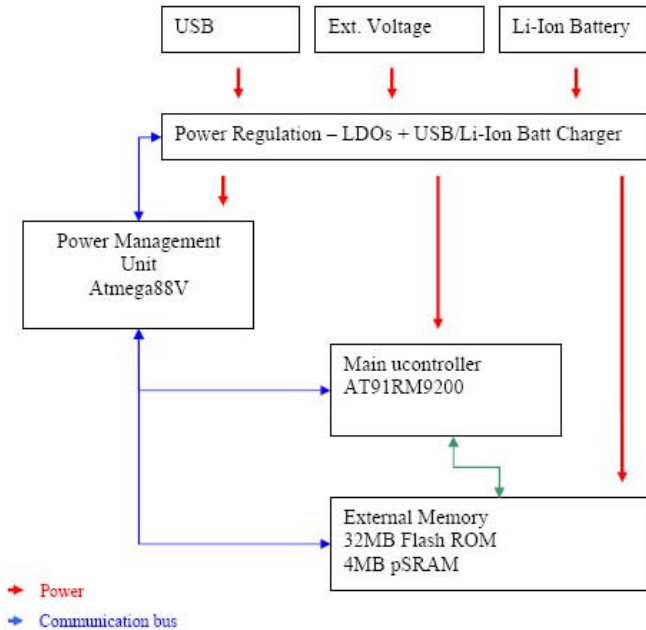 USB
Ext. Voltage
Li-Ion Battery
Power Regulation – LDOs + USB/Li-Ion Batt Charger
Power Management
Unit
Atmega88V
Main ucontroller
AT91RM9200
External Memory
32MB Flash ROM
4MB pSRAM
Power
Communication bus